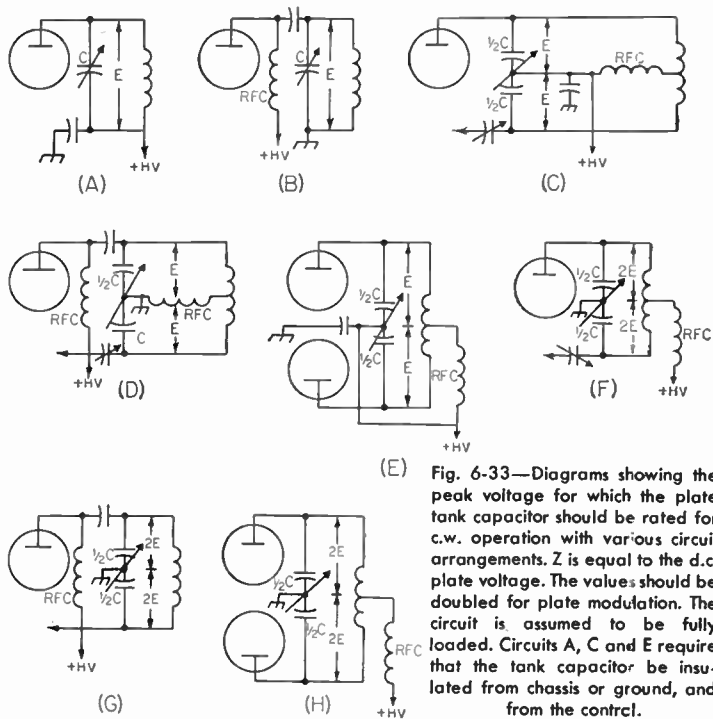 C
E
+HV
(A)
RFC
C
E
+HV
(B)
½C
½C
E
E
RFC
+HV
(C)
RFC
½C
C
E
E
RFC
+HV
(D)
½C
½C
E
E
RFC
+HV
(E)
½C
½C
2E
2E
RFC
+HV
(F)
RFC
½C
½C
2E
2E
+HV
(G)
½C
½C
2E
2E
RFC
+HV
(H)
Fig. 6-33—Diagrams showing the
peak voltage for which the plate
tank capacitor should be rated for
c.w. operation with various circui
arrangements. Z is equal to the d.c
plate voltage. The values should be
doubled for plate modulation. The
circuit is assumed to be fully
loaded. Circuits A, C and E require
that the tank capacitor be insu-
lated from chassis or ground, and
from the control.